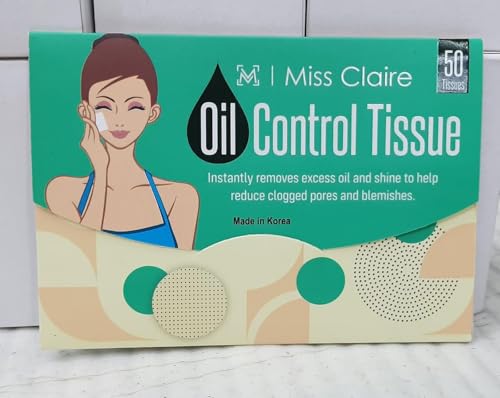 M | Miss Claire
50
Tissues
Oil Control Tissue
Instantly removes excess oil and shine to help
reduce clogged pores and blemishes.
Made in Korea